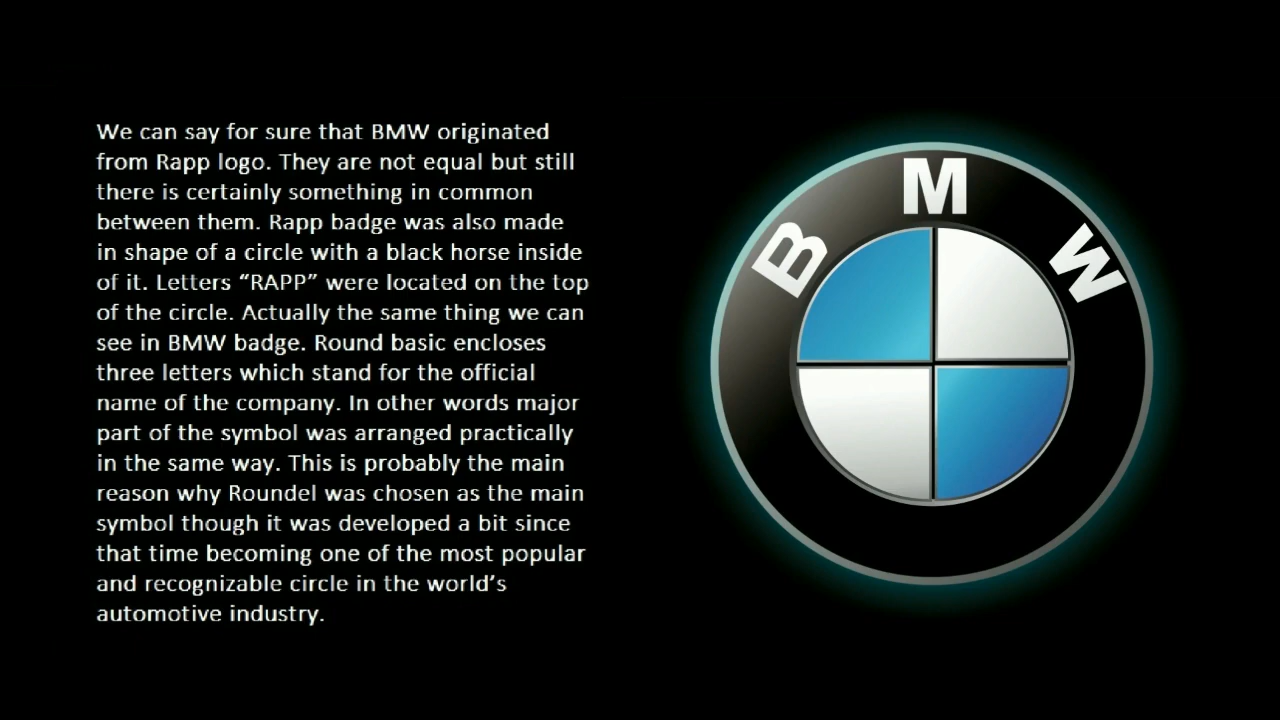 We can say for sure that BMW originated
from Rapp logo. They are not equal but still
there is certainly something in common
between them. Rapp badge was also made
in shape of a circle with a black horse inside
of it. Letters “RAPP” were located on the top
of the circle. Actually the same thing we can
see in BMW badge. Round basic encloses
three letters which stand for the official
name of the company. In other words major
part of the symbol was arranged practically
in the same way. This is probably the main
reason why Roundel was chosen as the main
symbol though it was developed a bit since
that time becoming one of the most popular
and recognizable circle in the world’s
automotive industry.
B M W